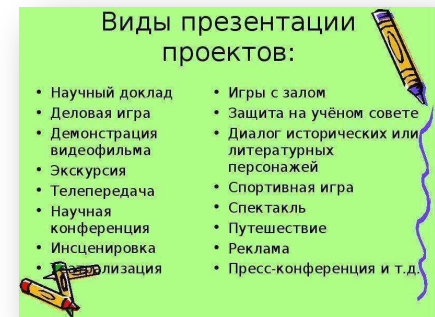 Виды презентации
проектов:
• Научный доклад
• Деловая игра
• Демонстрация
видеофильма
• Экскурсия
• Телепередача
• Научная
конференция
• Инсценировка
• Театрализация
• Игры с залом
• Защита на учёном совете
• Диалог исторических или
литературных
персонажей
• Спортивная игра
• Спектакль
• Путешествие
• Реклама
• Пресс-конференция и т.д.